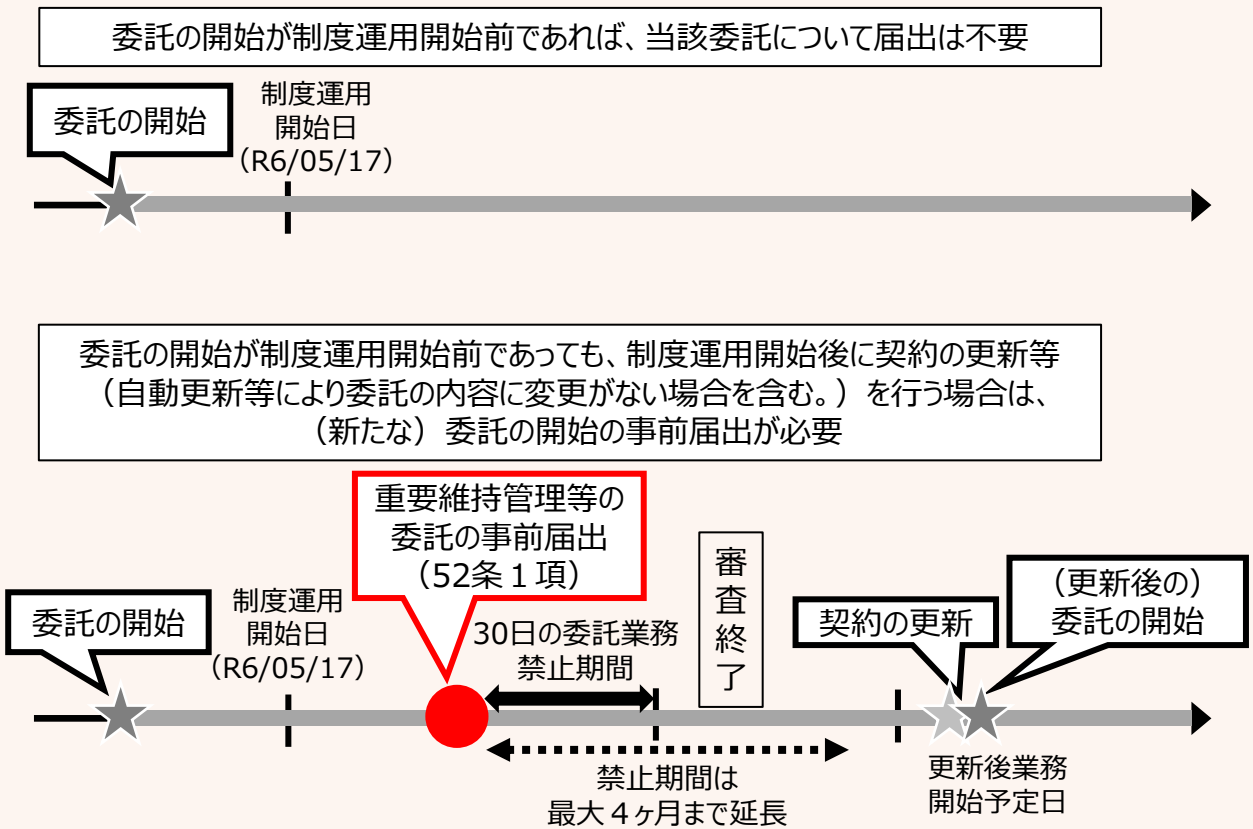 委託の開始が制度運用開始前であれば、当該委託について届出は不要
委託の開始
制度運用
開始日
（R6/05/17）
委託の開始が制度運用開始前であっても、制度運用開始後に契約の更新等
（自動更新等により委託の内容に変更がない場合を含む。）を行う場合は、
（新たな）委託の開始の事前届出が必要
委託の開始
制度運用
開始日
（R6/05/17）
重要維持管理等の
委託の事前届出
（52条１項）
30日の委託業務
禁止期間
審査終了
契約の更新
（更新後の）
委託の開始
禁止期間は
最大４ヶ月まで延長
更新後業務
開始予定日